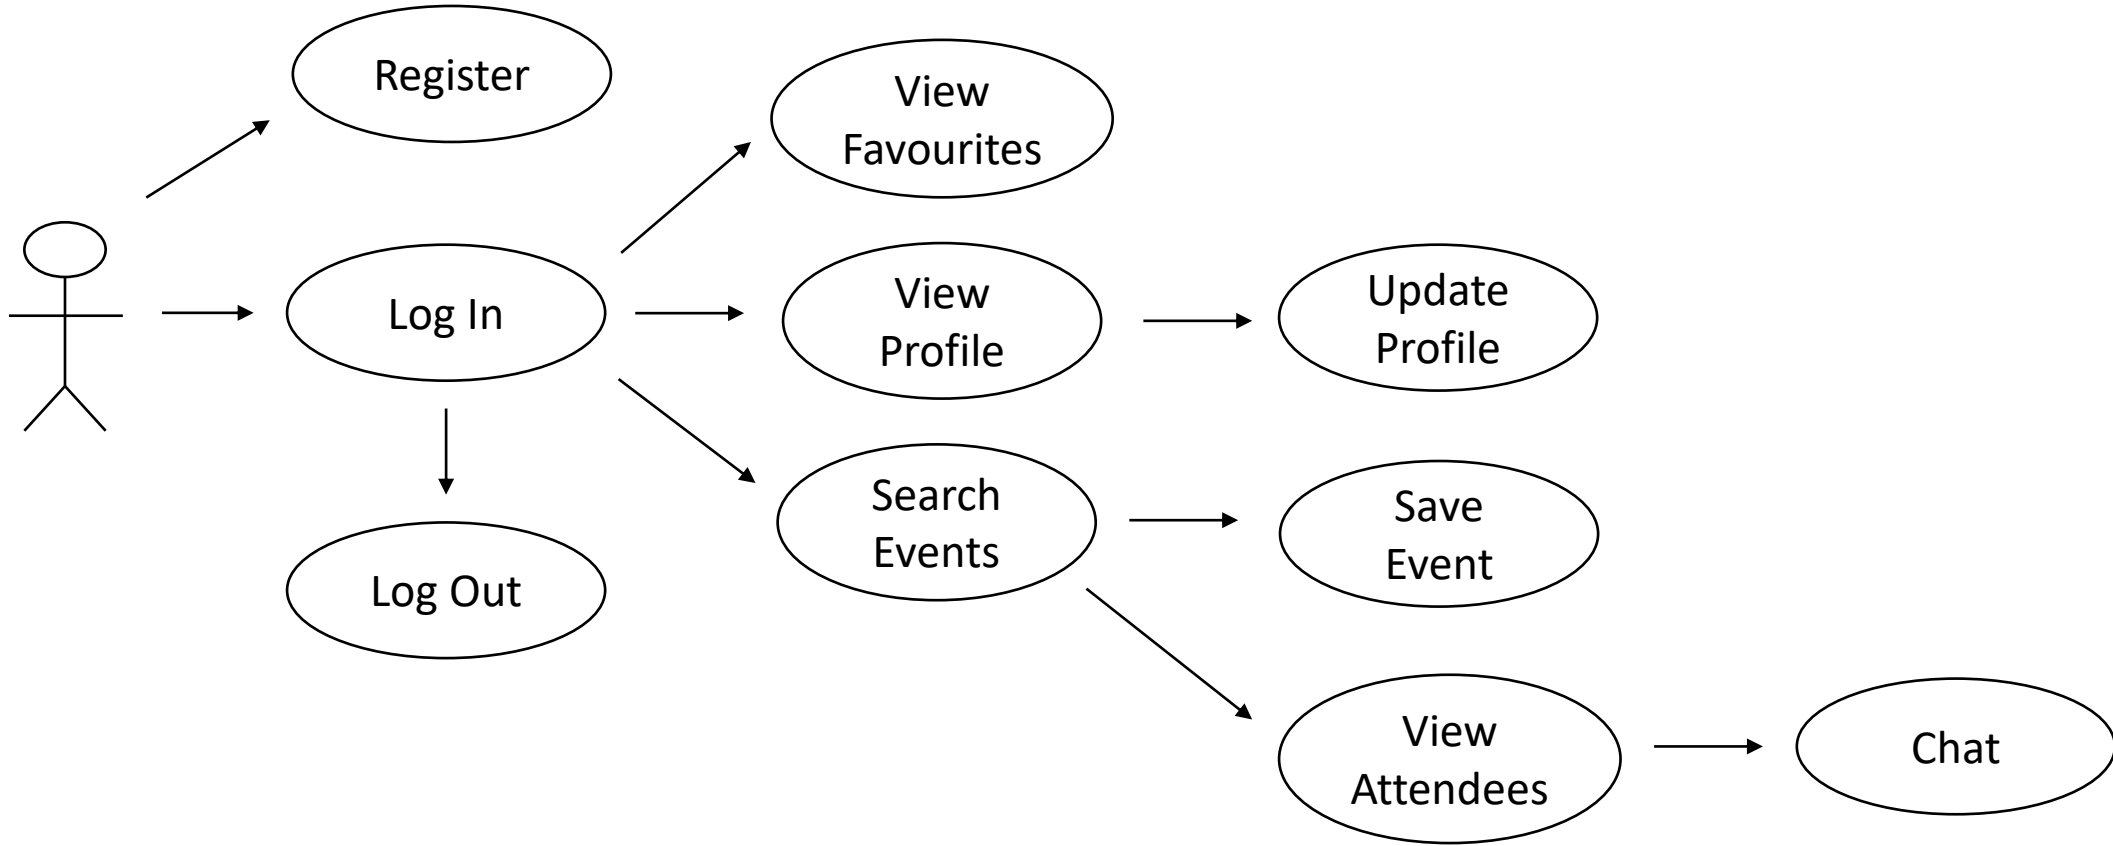 Register
View
Favourites
Log In
View
Profile
Update
Profile
Search
Events
Save
Event
Log Out
View
Attendees
Chat